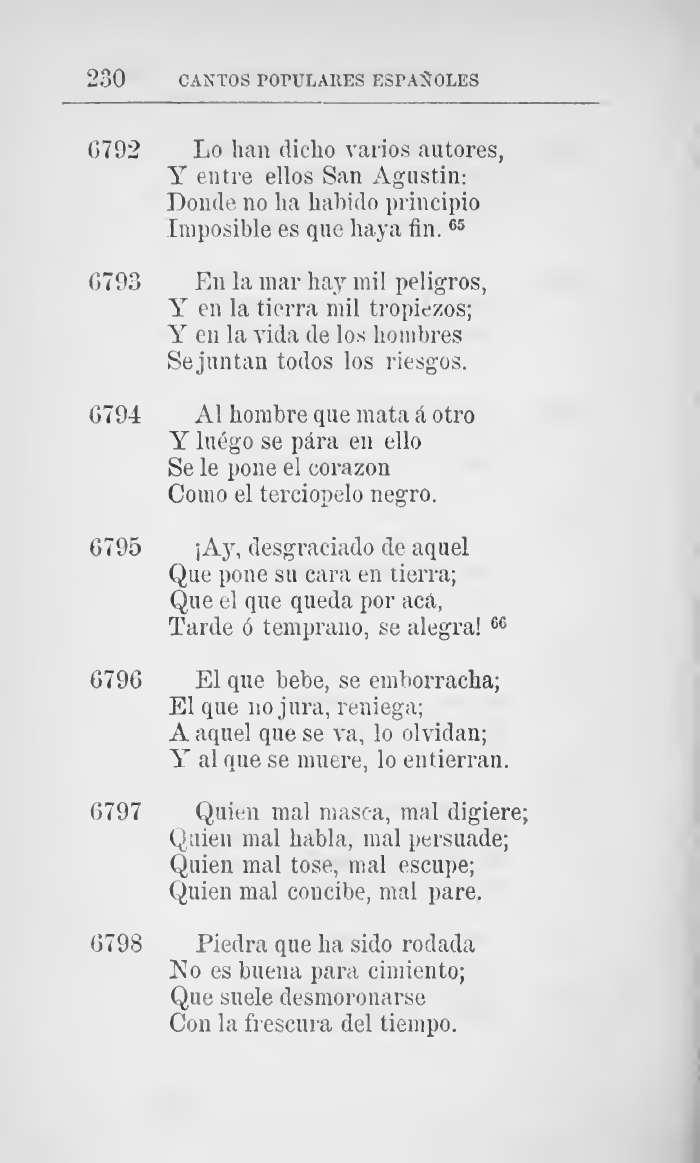 230 CANTOS POPULARES ESPAÑOLES
6792 Lo han dicho varios autores,
Y entre ellos San Agustin:
Donde no ha habido principio
Imposible es que haya fin. 65
6793 En la mar hay mil peligros,
Y en la tierra mil tropiezos;
Y en la vida de los hombres
Se juntan todos los riesgos.
6794 Al hombre que mata á otro
Y luégo se pára en ello
Se le pone el corazon
Como el terciopelo negro.
6795 ¡Ay, desgraciado de aquel
Que pone su cara en tierra;
Que el que queda por acá,
Tarde ó temprano, se alegra! 66
6796 El que bebe, se emborracha;
El que no jura, reniega;
A aquel que se va, lo olvidan;
Y al que se muere, lo entierran.
6797 Quien mal masca, mal digiere;
Quien mal habla, mal persuade;
Quien mal tose, mal escupe;
Quien mal concibe, mal pare.
6798 Piedra que ha sido rodada
No es buena para cimiento;
Que suele desmoronarse
Con la frescura del tiempo.